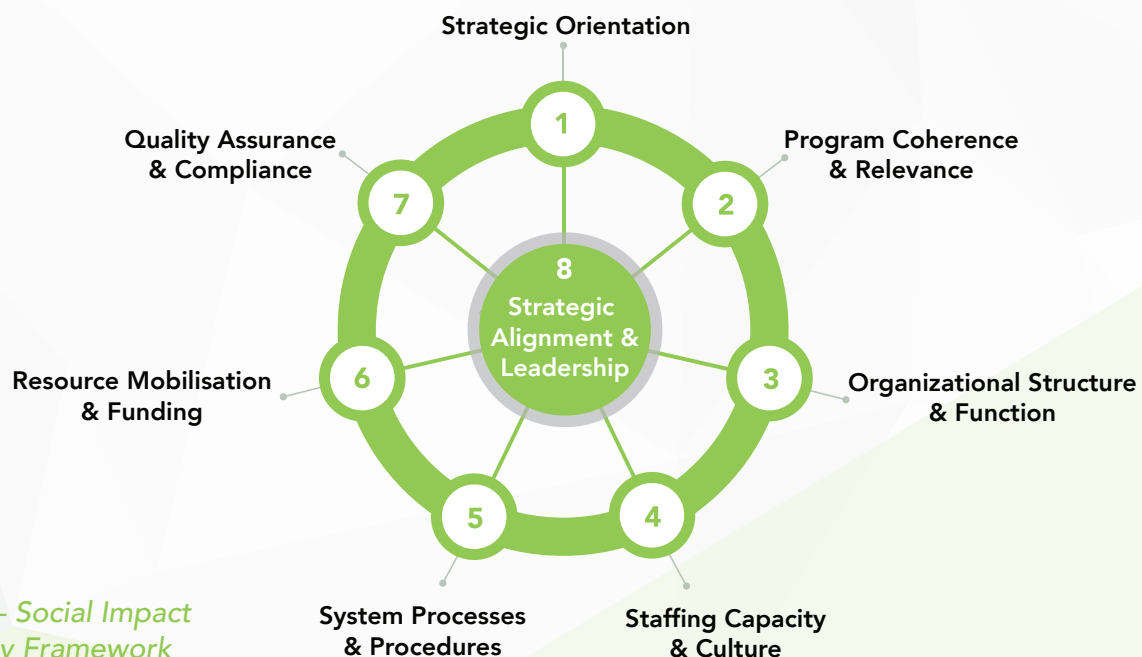 Strategic Orientation
1
Program Coherence
& Relevance
2
Organizational Structure
& Function
3
Staffing Capacity
& Culture
4
System Processes
& Procedures
5
Resource Mobilisation
& Funding
6
Quality Assurance
& Compliance
7
8
Strategic
Alignment &
Leadership
- Social Impact
Framework